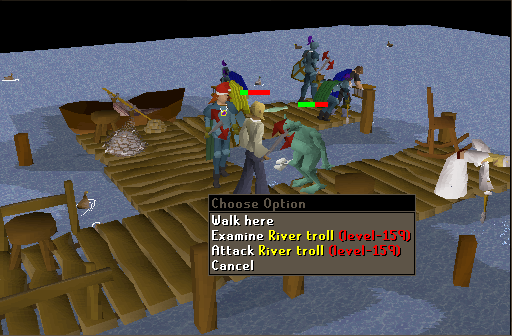 Choose Option
Walk here
Examine River troll (level-159)
Attack River troll (level-159)
Cancel